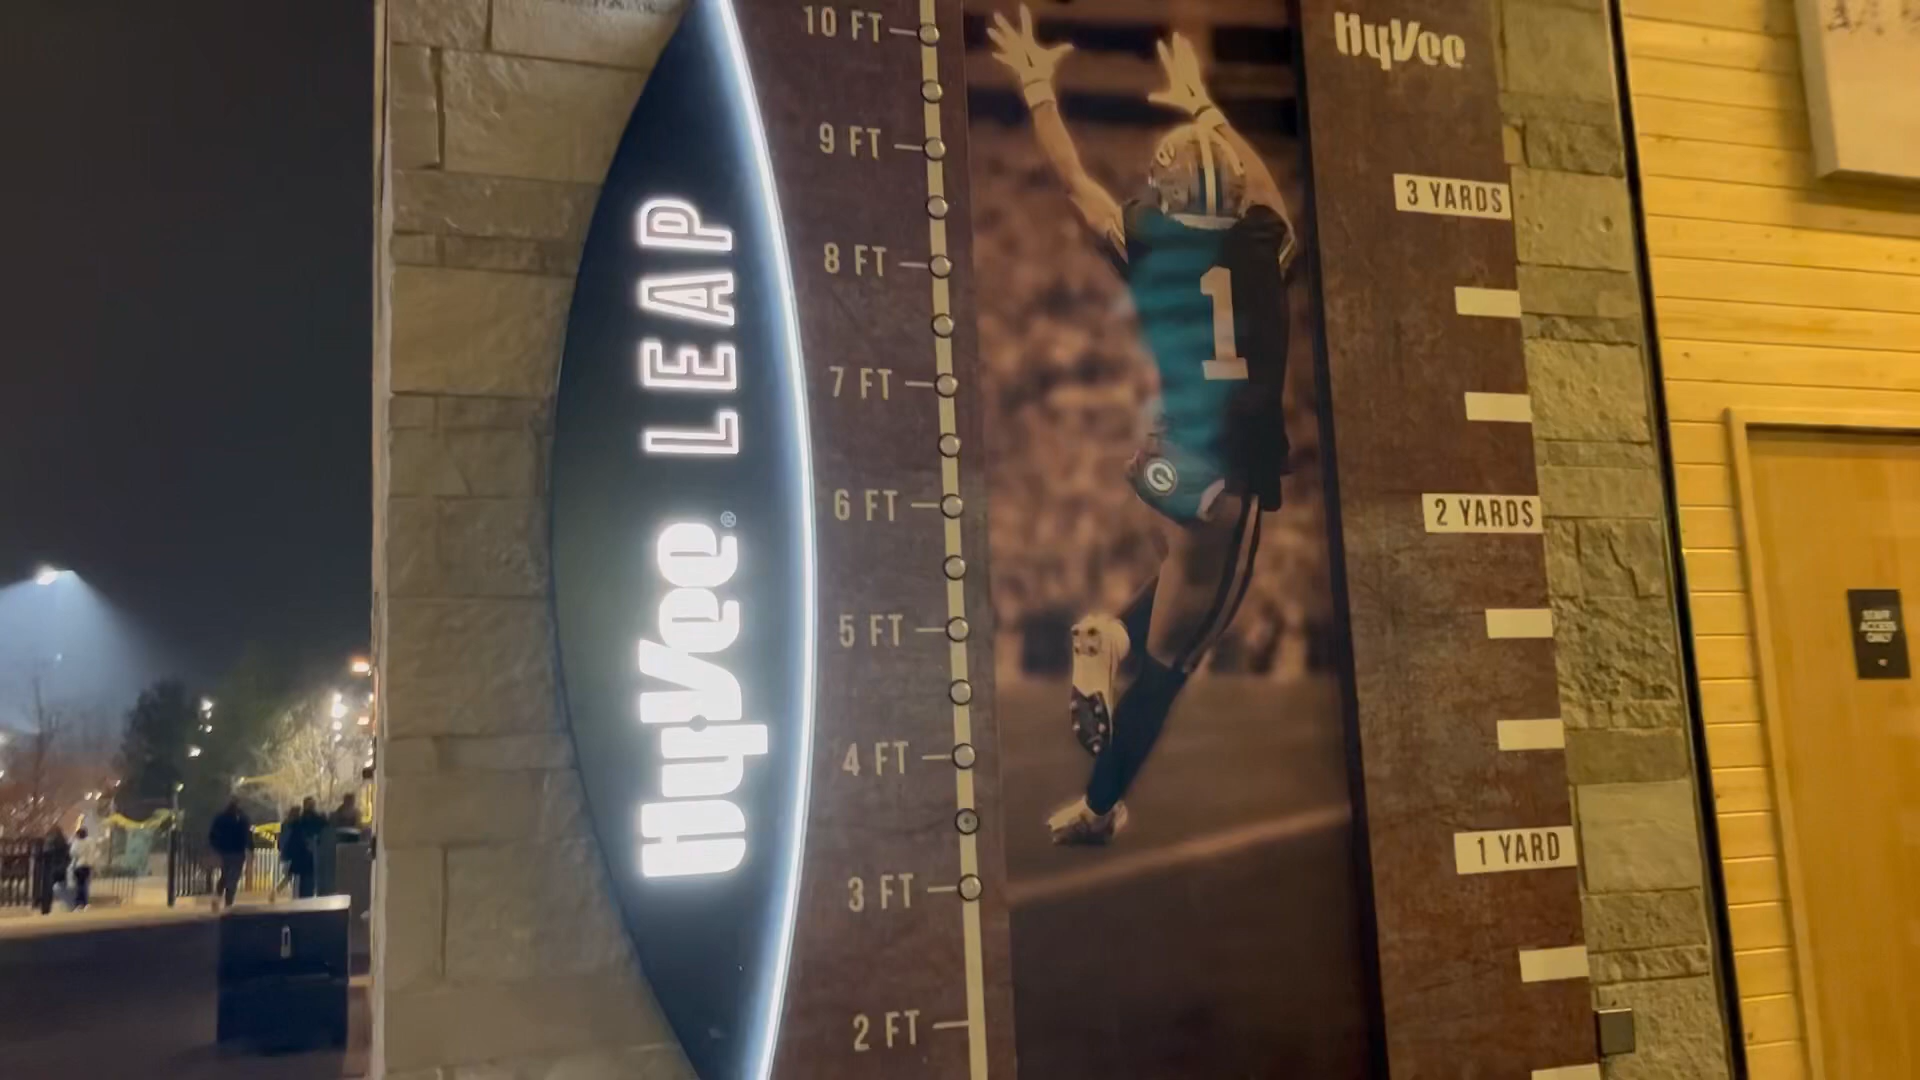 HyVee® LEAP
10 FT
9 FT
8 FT
7 FT
6 FT
5 FT
4 FT
3 FT
2 FT
1
G
HyVee
3 YARDS
2 YARDS
1 YARD
STAFF
ACCESS
ONLY